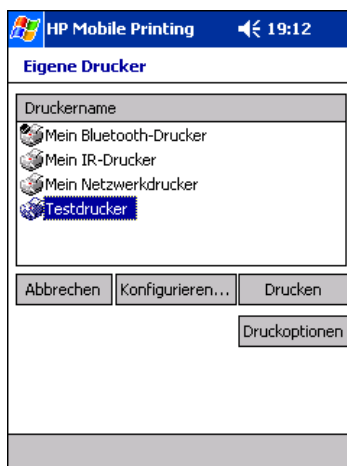 HP Mobile Printing 19:12
Eigene Drucker
Druckername
Mein Bluetooth-Drucker
Mein IR-Drucker
Mein Netzwerkdrucker
Testdrucker
Abbrechen Konfigurieren... Drucken
Druckoptionen